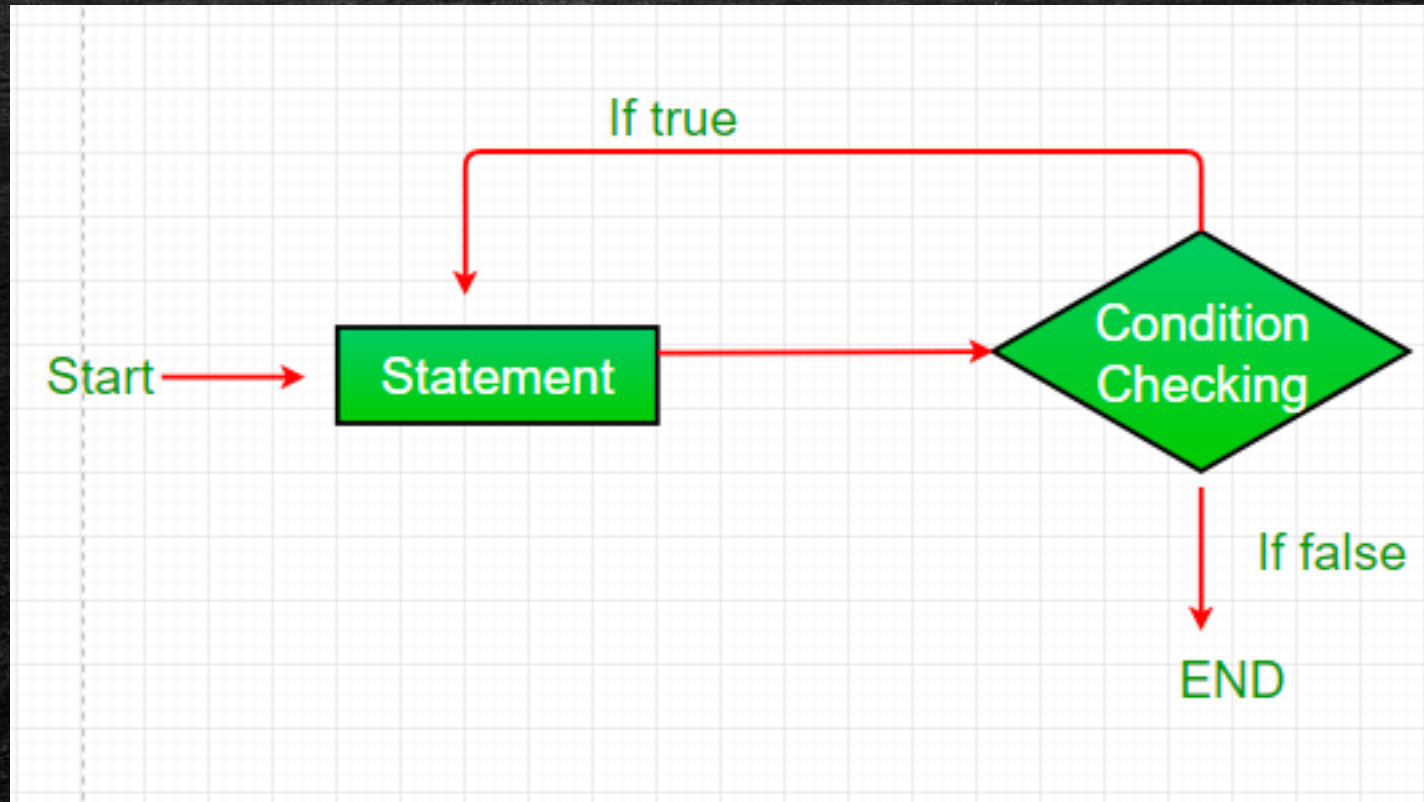 If true
Start
Statement
Condition
Checking
If false
END